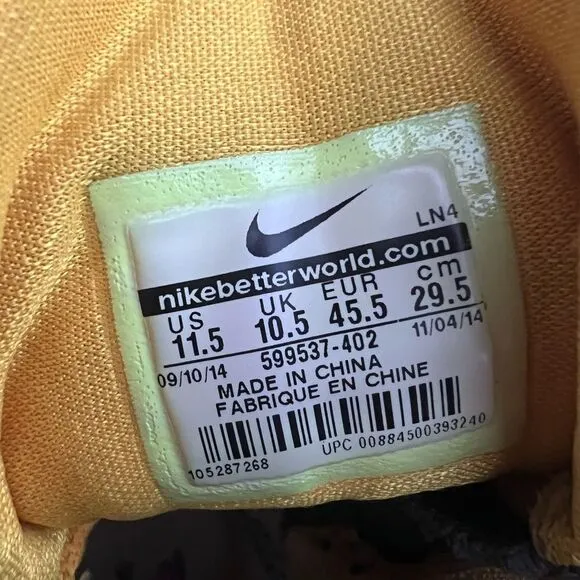 LN4
nikebetterworld.com
US UK EUR cm
11.5 10.5 45.5 29.5
09/10/14 599537-402 11/04/14
MADE IN CHINA
FABRIQUE EN CHINE
UPC 00884500393240
105287268